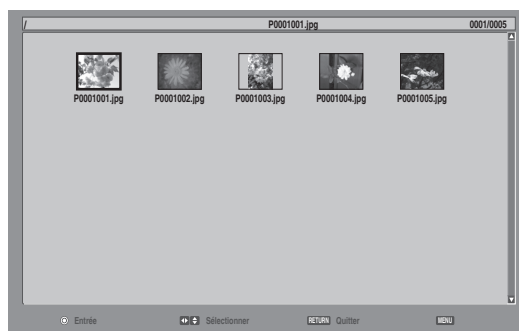 / P0001001.jpg 0001/0005
P0001001.jpg P0001002.jpg P0001003.jpg P0001004.jpg P0001005.jpg
Entrée Sélectionner RETURN Quitter MENU